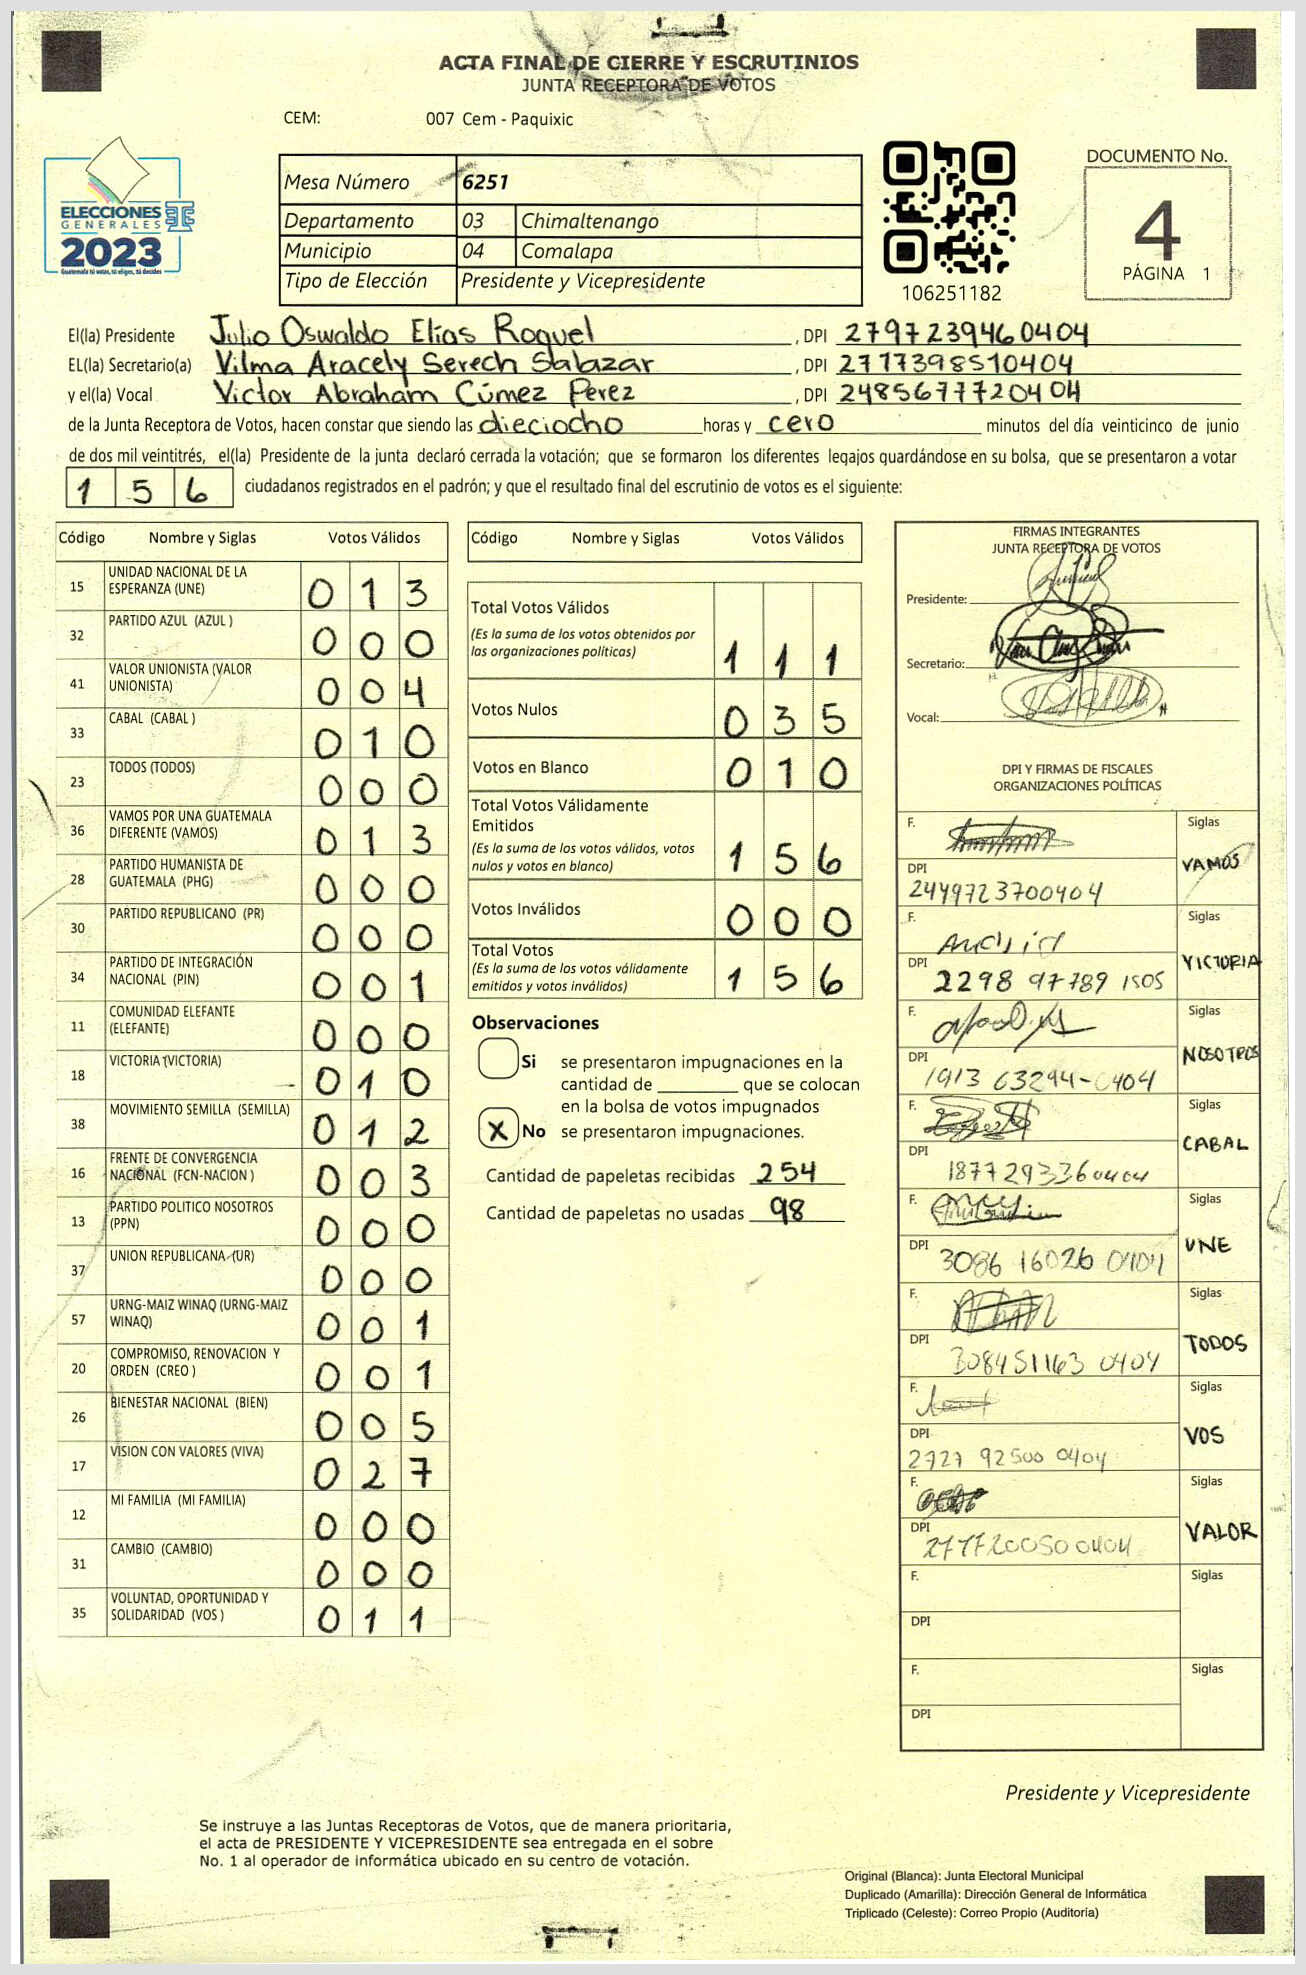 ACTA FINAL DE CIERRE Y ESCRUTINIOS
JUNTA RECEPTORA DE VOTOS
CEM: 007 Cem - Paquixic
ELECCIONES
GENERALES
2023
Guatemala tú votas, tú eliges, tú decides
Mesa Número 6251
Departamento 03 Chimaltenango
Municipio 04 Comalapa
Tipo de Elección Presidente y Vicepresidente
106251182
DOCUMENTO No.
4
PÁGINA 1
El(la) Presidente Julio Oswaldo Elías Roquel , DPI 2797239460404
EL(la) Secretario(a) Vilma Aracely Serech Salazar , DPI 2777398510404
y el(la) Vocal Victor Abraham Cúmez Perez , DPI 2485677720404
de la Junta Receptora de Votos, hacen constar que siendo las dieciocho horas y cero minutos del día veinticinco de junio
de dos mil veintitrés, el(la) Presidente de la junta declaró cerrada la votación; que se formaron los diferentes legajos guardándose en su bolsa, que se presentaron a votar
1 5 6 ciudadanos registrados en el padrón; y que el resultado final del escrutinio de votos es el siguiente:
Código Nombre y Siglas Votos Válidos
15 UNIDAD NACIONAL DE LA ESPERANZA (UNE) 0 1 3
32 PARTIDO AZUL (AZUL ) 0 0 0
41 VALOR UNIONISTA (VALOR UNIONISTA) 0 0 4
33 CABAL (CABAL ) 0 1 0
23 TODOS (TODOS) 0 0 0
36 VAMOS POR UNA GUATEMALA DIFERENTE (VAMOS) 0 1 3
28 PARTIDO HUMANISTA DE GUATEMALA (PHG) 0 0 0
30 PARTIDO REPUBLICANO (PR) 0 0 0
34 PARTIDO DE INTEGRACIÓN NACIONAL (PIN) 0 0 1
11 COMUNIDAD ELEFANTE (ELEFANTE) 0 0 0
18 VICTORIA (VICTORIA) 0 1 0
38 MOVIMIENTO SEMILLA (SEMILLA) 0 1 2
16 FRENTE DE CONVERGENCIA NACIONAL (FCN-NACION ) 0 0 3
13 PARTIDO POLITICO NOSOTROS (PPN) 0 0 0
37 UNION REPUBLICANA (UR) 0 0 0
57 URNG-MAIZ WINAQ (URNG-MAIZ WINAQ) 0 0 1
20 COMPROMISO, RENOVACION Y ORDEN (CREO ) 0 0 1
26 BIENESTAR NACIONAL (BIEN) 0 0 5
17 VISION CON VALORES (VIVA) 0 2 7
12 MI FAMILIA (MI FAMILIA) 0 0 0
31 CAMBIO (CAMBIO) 0 0 0
35 VOLUNTAD, OPORTUNIDAD Y SOLIDARIDAD (VOS ) 0 1 1
Código Nombre y Siglas Votos Válidos
Total Votos Válidos 1 1 1
(Es la suma de los votos obtenidos por
las organizaciones políticas)
Votos Nulos 0 3 5
Votos en Blanco 0 1 0
Total Votos Válidamente
Emitidos 1 5 6
(Es la suma de los votos válidos, votos
nulos y votos en blanco)
Votos Inválidos 0 0 0
Total Votos 1 5 6
(Es la suma de los votos válidamente
emitidos y votos inválidos)
Observaciones
Si se presentaron impugnaciones en la
cantidad de ________ que se colocan
en la bolsa de votos impugnados
X No se presentaron impugnaciones.
Cantidad de papeletas recibidas 254
Cantidad de papeletas no usadas 98
FIRMAS INTEGRANTES
JUNTA RECEPTORA DE VOTOS
Presidente:
Secretario:
Vocal:
DPI Y FIRMAS DE FISCALES
ORGANIZACIONES POLÍTICAS
F. Siglas VAMOS
DPI 2449723700404
F. Siglas VICTORIA
DPI 2298 97789 1505
F. Siglas NOSOTROS
DPI 1913 63294-0404
F. Siglas CABAL
DPI 1877293360404
F. Siglas UNE
DPI 3086 16026 0404
F. Siglas TODOS
DPI 308451163 0404
F. Siglas VOS
DPI 2727 92500 0404
F. Siglas VALOR
DPI 2777200500404
F. Siglas
DPI
F. Siglas
DPI
Presidente y Vicepresidente
Se instruye a las Juntas Receptoras de Votos, que de manera prioritaria,
el acta de PRESIDENTE Y VICEPRESIDENTE sea entregada en el sobre
No. 1 al operador de informática ubicado en su centro de votación.
Original (Blanca): Junta Electoral Municipal
Duplicado (Amarilla): Dirección General de Informática
Triplicado (Celeste): Correo Propio (Auditoría)